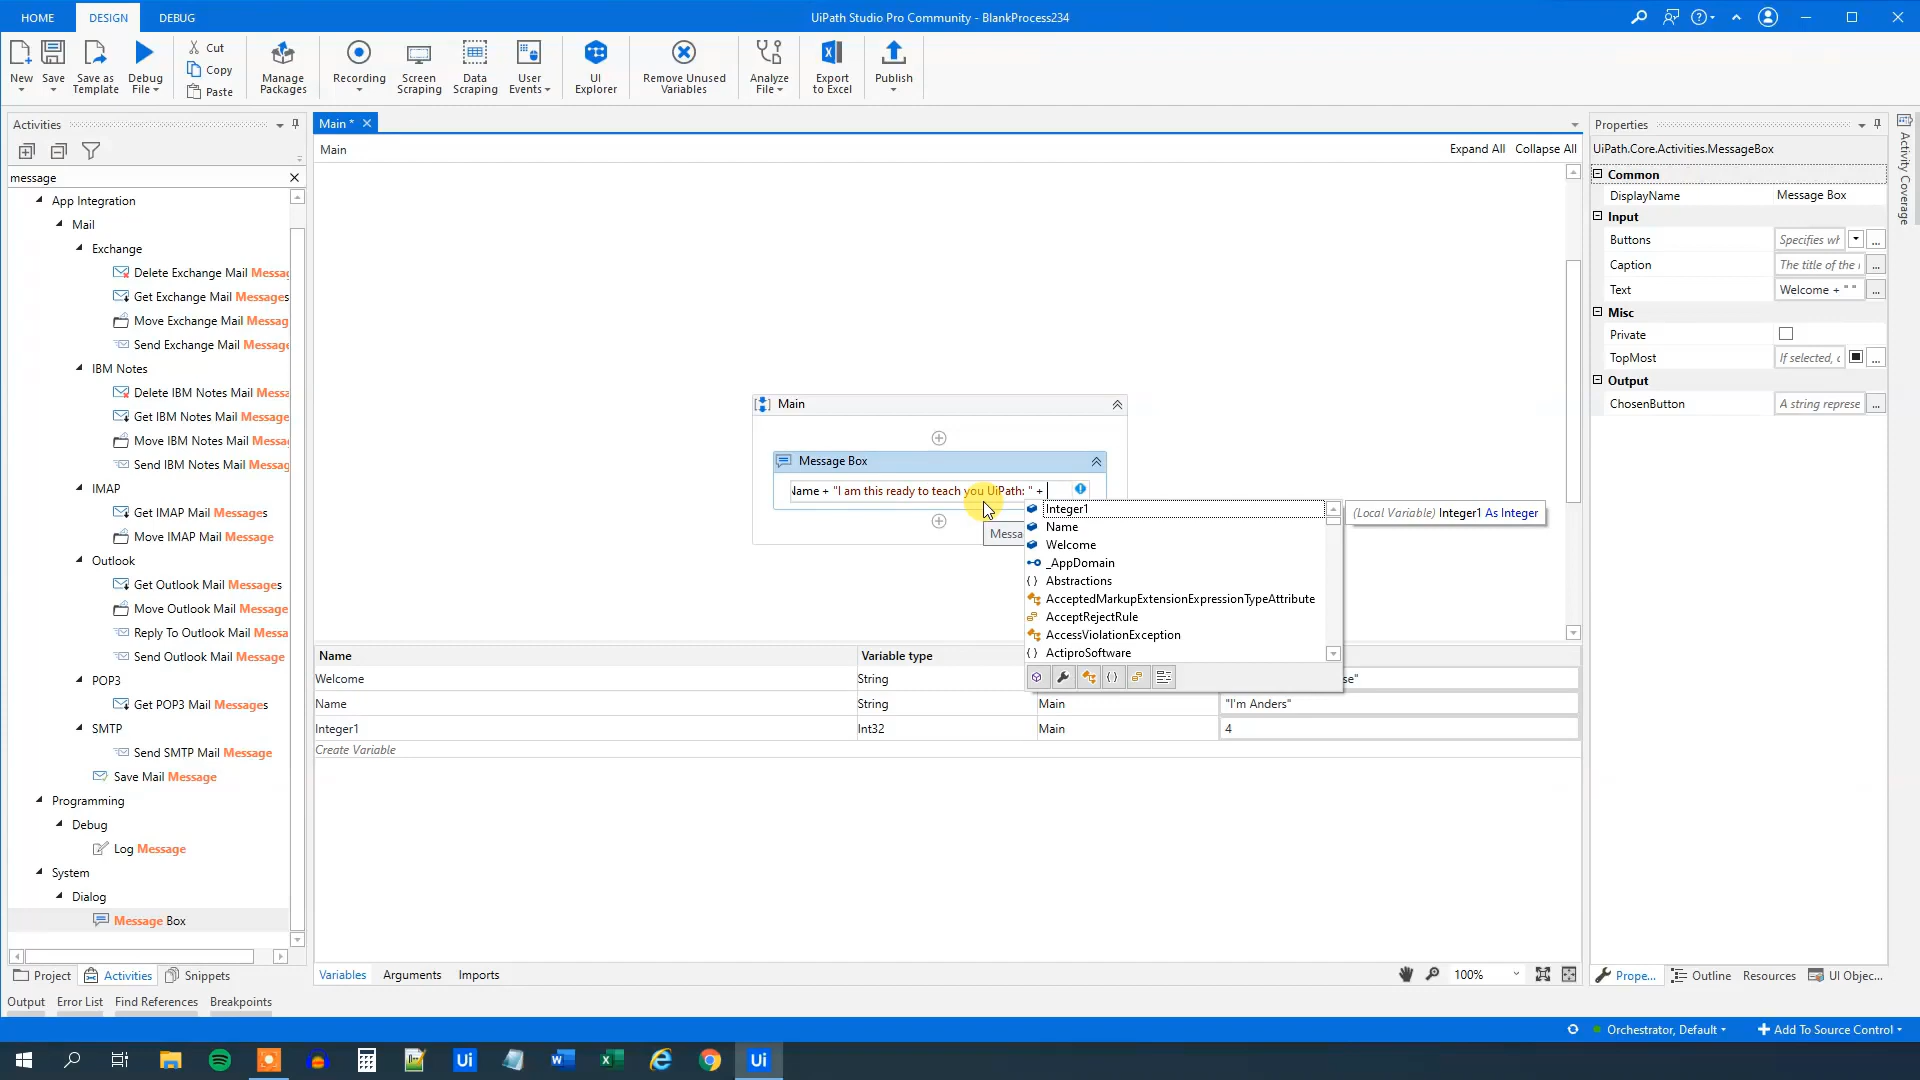 HOME
DESIGN
DEBUG
UiPath Studio Pro Community - BlankProcess234
New
Save
Save as Template
Debug File
Cut
Copy
Paste
Manage Packages
Recording
Screen Scraping
Data Scraping
User Events
UI Explorer
Remove Unused Variables
Analyze File
Export to Excel
Publish
Activities
message
App Integration
Mail
Exchange
Delete Exchange Mail Messag
Get Exchange Mail Messages
Move Exchange Mail Messag
Send Exchange Mail Message
IBM Notes
Delete IBM Notes Mail Messa
Get IBM Notes Mail Message
Move IBM Notes Mail Messa
Send IBM Notes Mail Messag
IMAP
Get IMAP Mail Messages
Move IMAP Mail Message
Outlook
Get Outlook Mail Messages
Move Outlook Mail Message
Reply To Outlook Mail Messa
Send Outlook Mail Message
POP3
Get POP3 Mail Messages
SMTP
Send SMTP Mail Message
Save Mail Message
Programming
Debug
Log Message
System
Dialog
Message Box
Project
Activities
Snippets
Main *
Main
Expand All
Collapse All
Main
Message Box
Name + "I am this ready to teach you UiPath: " +
Messa
Integer1
Name
Welcome
_AppDomain
Abstractions
AcceptedMarkupExtensionExpressionTypeAttribute
AcceptRejectRule
AccessViolationException
ActiproSoftware
(Local Variable) Integer1 As Integer
Name
Variable type
Welcome
String
se"
Name
String
Main
"I'm Anders"
Integer1
Int32
Main
4
Create Variable
Variables
Arguments
Imports
100%
Properties
UiPath.Core.Activities.MessageBox
Common
DisplayName
Message Box
Input
Buttons
Specifies wh
...
Caption
The title of the
...
Text
Welcome + " "
...
Misc
Private
TopMost
If selected, c
...
Output
ChosenButton
A string represe
...
Activity Coverage
Prope...
Outline
Resources
UI Objec...
Output
Error List
Find References
Breakpoints
Orchestrator, Default
Add To Source Control
Ui
Ui